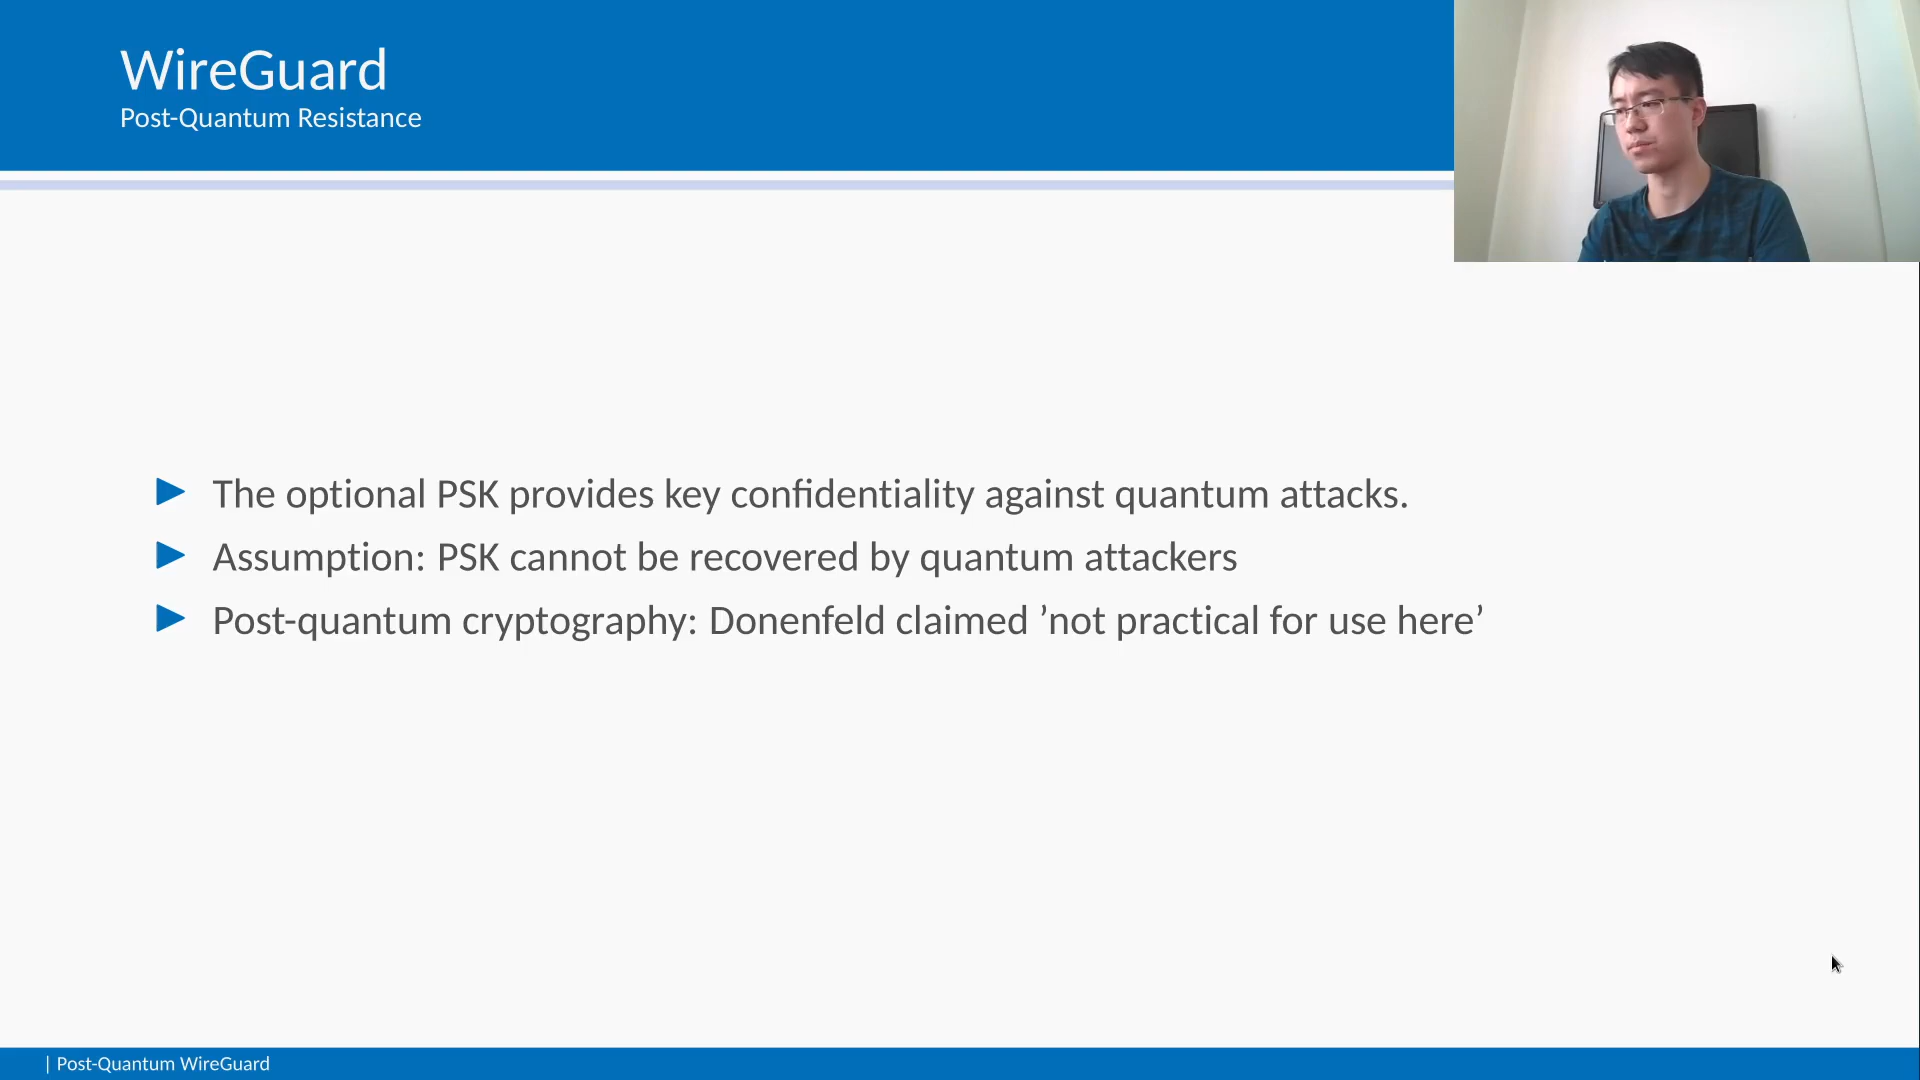 WireGuard
Post-Quantum Resistance
The optional PSK provides key confidentiality against quantum attacks.
Assumption: PSK cannot be recovered by quantum attackers
Post-quantum cryptography: Donenfeld claimed ’not practical for use here’
| Post-Quantum WireGuard